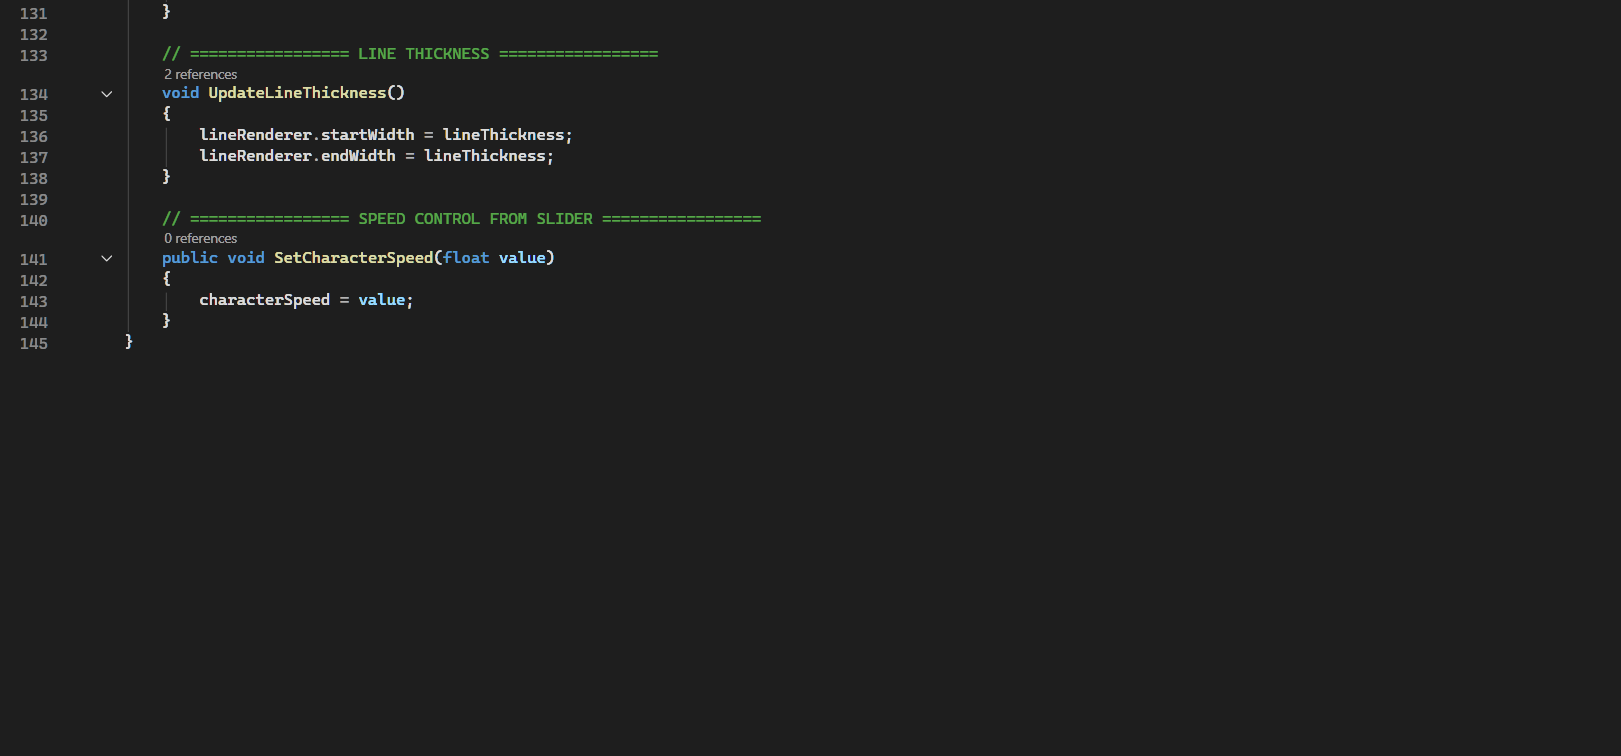 131 }
132
133 // ================= LINE THICKNESS =================
2 references
134 void UpdateLineThickness()
135 {
136 lineRenderer.startWidth = lineThickness;
137 lineRenderer.endWidth = lineThickness;
138 }
139
140 // ================= SPEED CONTROL FROM SLIDER =================
0 references
141 public void SetCharacterSpeed(float value)
142 {
143 characterSpeed = value;
144 }
145 }